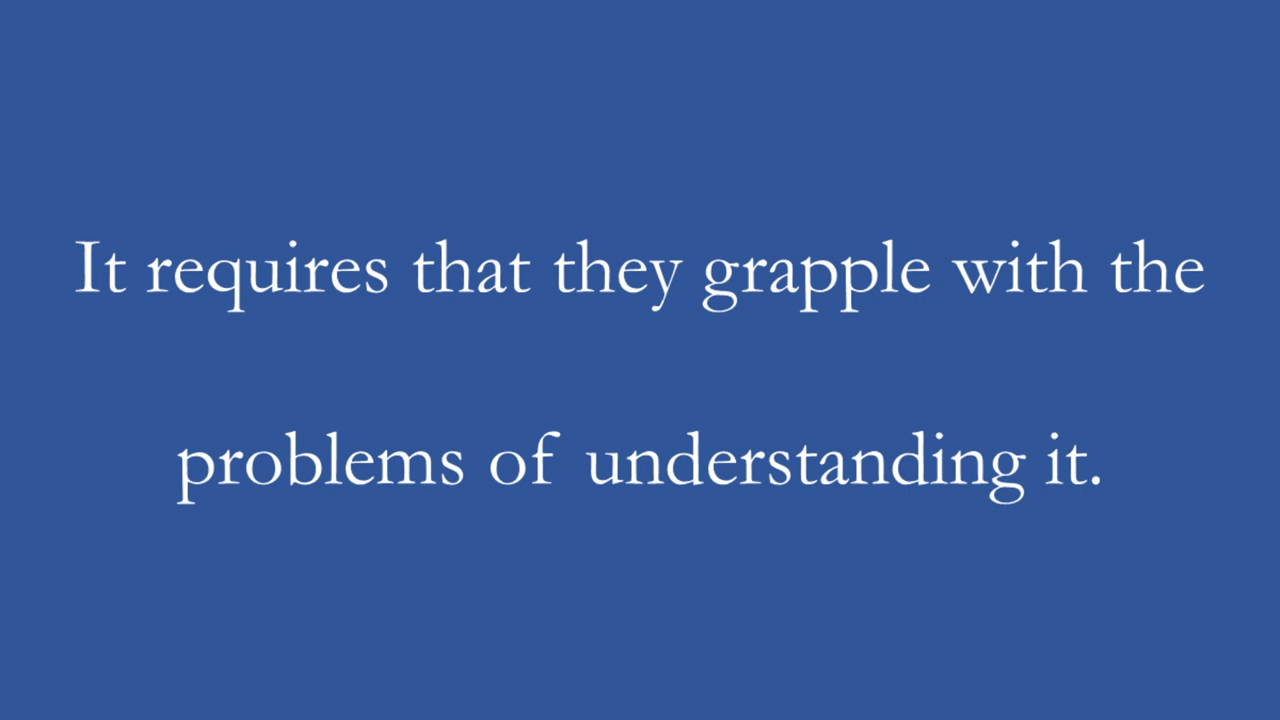 It requires that they grapple with the
problems of understanding it.